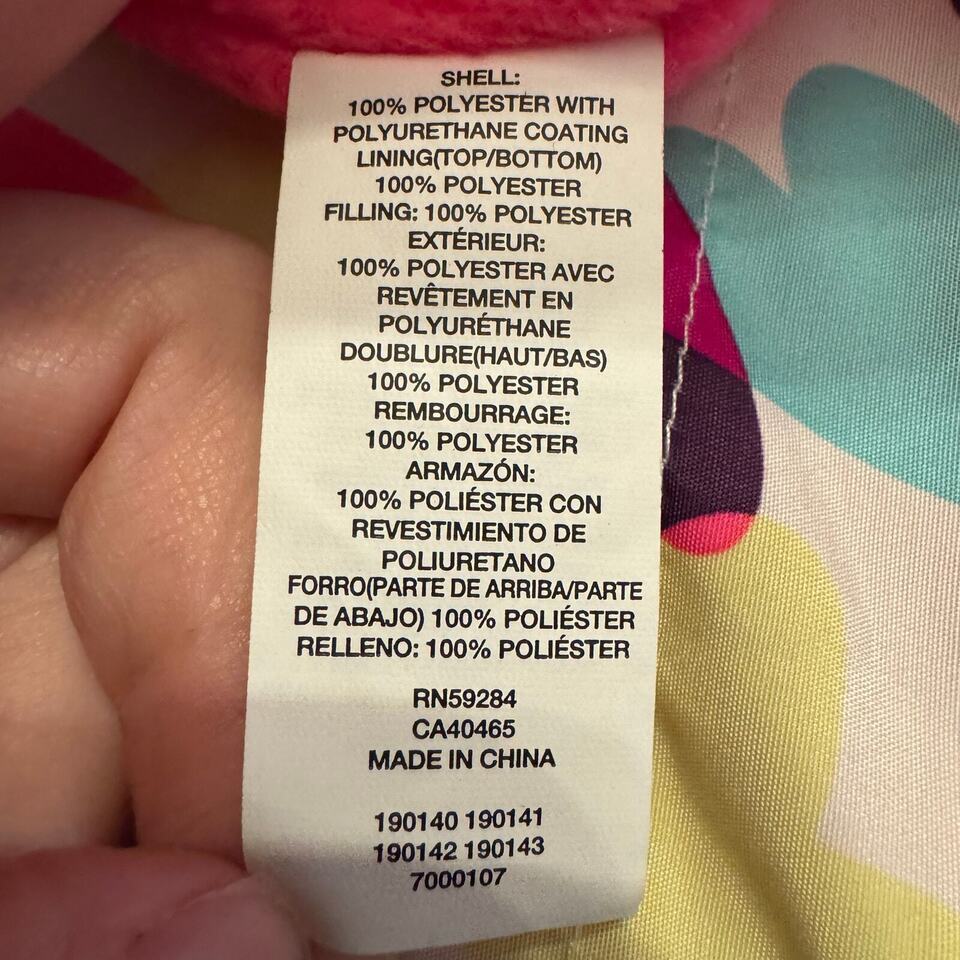 SHELL:
100% POLYESTER WITH
POLYURETHANE COATING
LINING(TOP/BOTTOM)
100% POLYESTER
FILLING: 100% POLYESTER
EXTÉRIEUR:
100% POLYESTER AVEC
REVÊTEMENT EN
POLYURÉTHANE
DOUBLURE(HAUT/BAS)
100% POLYESTER
REMBOURRAGE:
100% POLYESTER
ARMAZÓN:
100% POLIÉSTER CON
REVESTIMIENTO DE
POLIURETANO
FORRO(PARTE DE ARRIBA/PARTE
DE ABAJO) 100% POLIÉSTER
RELLENO: 100% POLIÉSTER
RN59284
CA40465
MADE IN CHINA
190140 190141
190142 190143
7000107